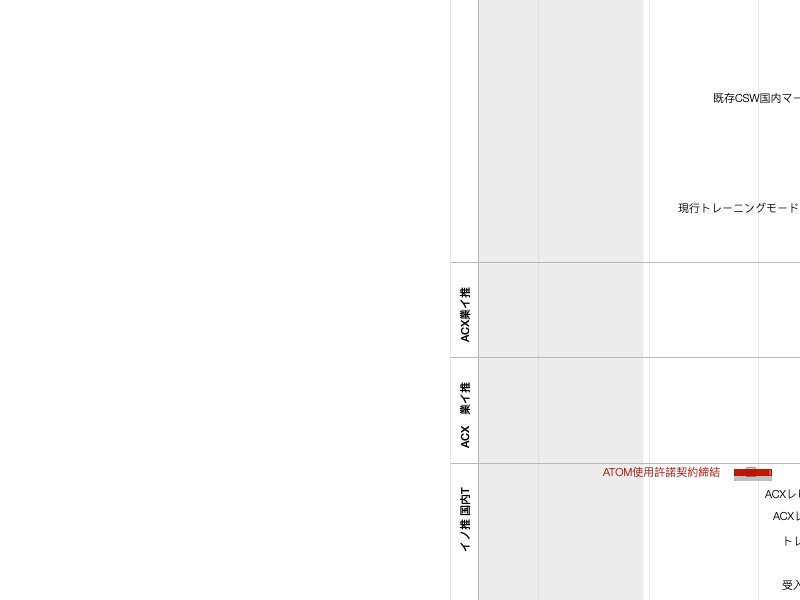 既存CSW国内マー
現行トレーニングモード
ACX業イ推
ACX 業イ推
ATOM使用許諾契約締結
イノ推 国内T
ACXレ
ACXレ
トレ
受入